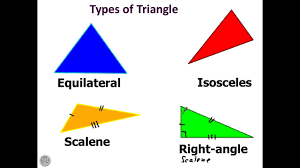 Types of Triangle
Equilateral
Isosceles
Scalene
Right-angle
Scalene